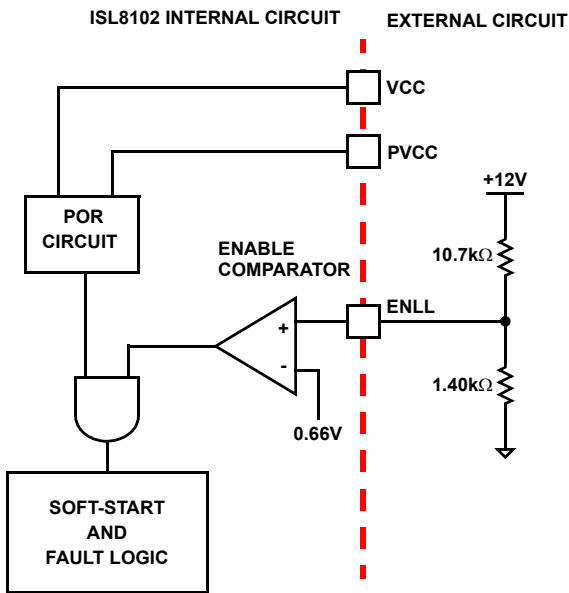 ISL8102 INTERNAL CIRCUIT
EXTERNAL CIRCUIT
VCC
PVCC
+12V
POR
CIRCUIT
10.7kΩ
ENABLE
COMPARATOR
ENLL
+
-
1.40kΩ
0.66V
SOFT-START
AND
FAULT LOGIC